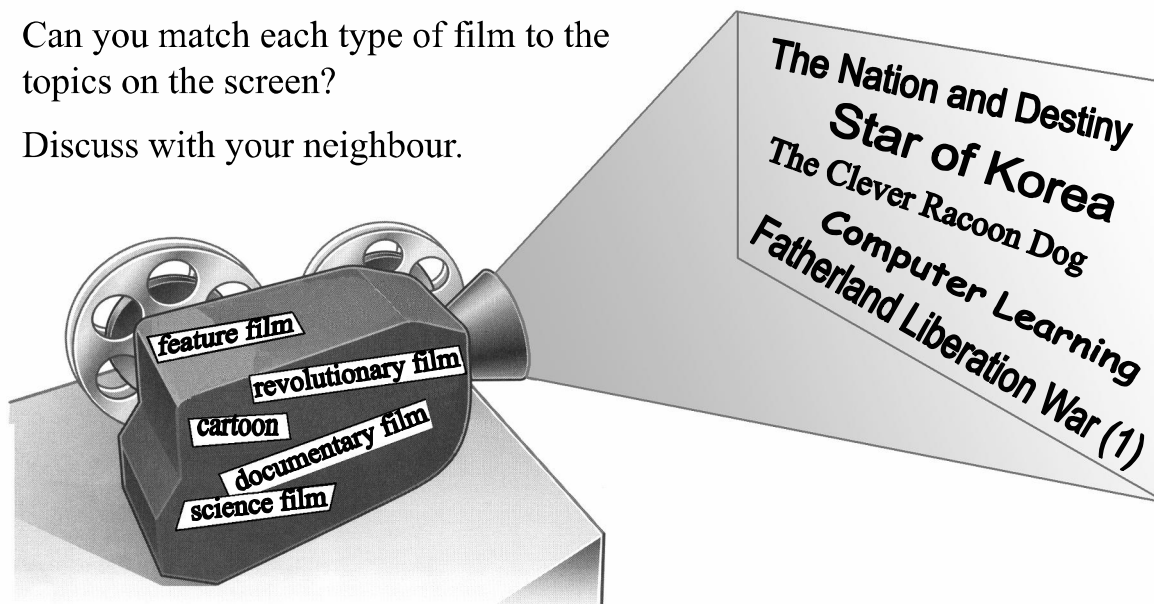 Can you match each type of film to the
topics on the screen?
Discuss with your neighbour.
The Nation and Destiny
Star of Korea
The Clever Racoon Dog
Computer Learning
Fatherland Liberation War (1)
feature film
revolutionary film
cartoon
documentary film
science film